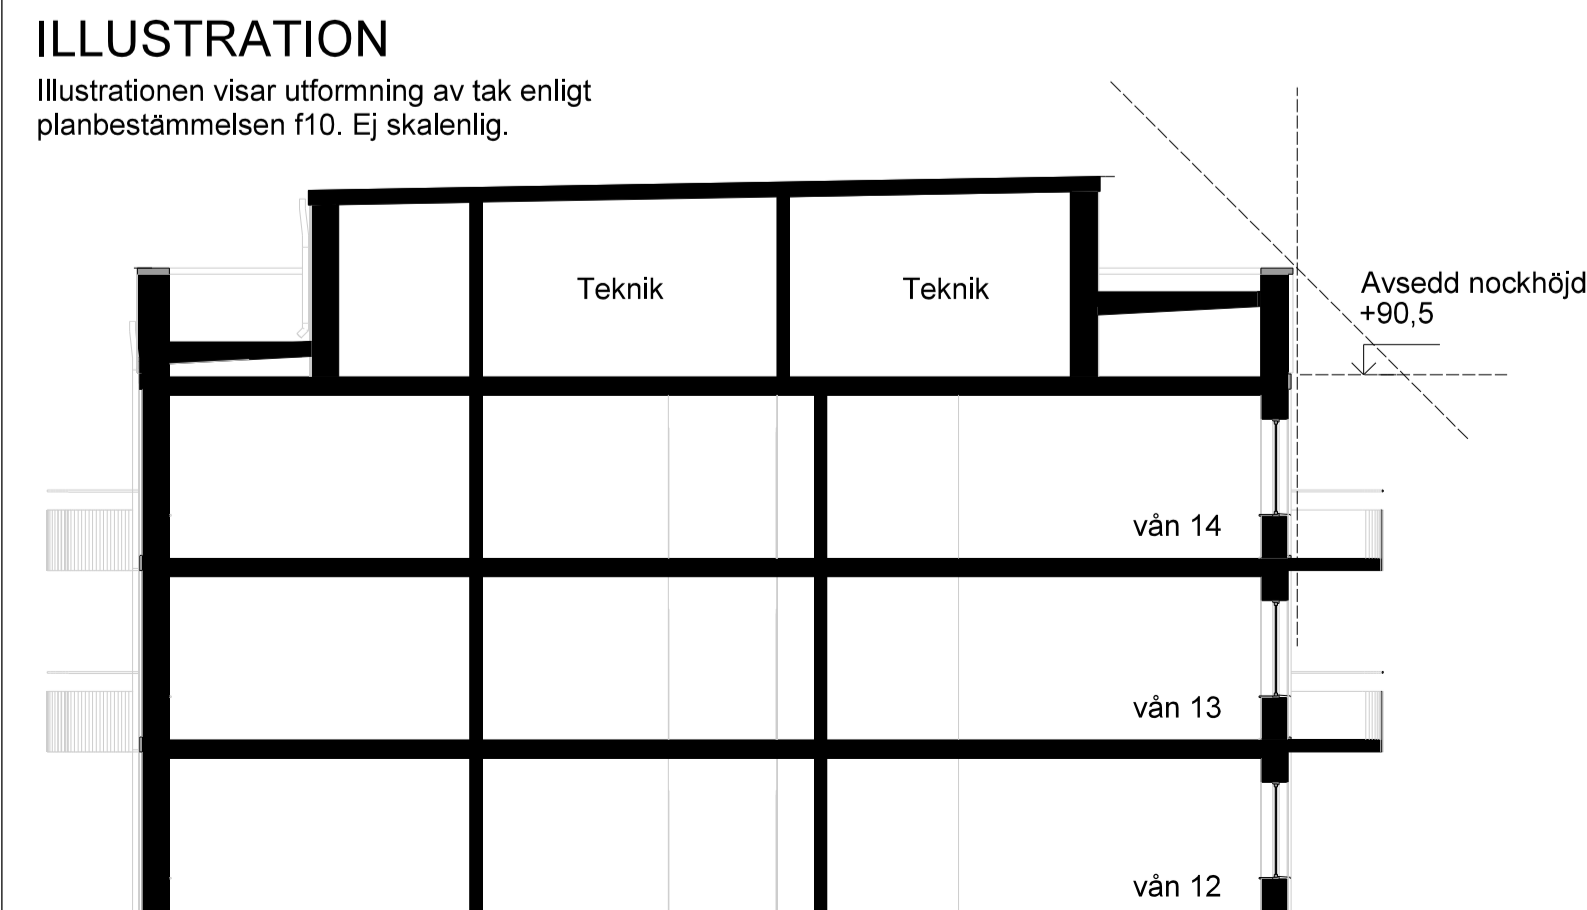 ILLUSTRATION
Illustrationen visar utformning av tak enligt
planbestämmelsen f10. Ej skalenlig.
Teknik
Teknik
Avsedd nockhöjd
+90,5
vån 14
vån 13
vån 12